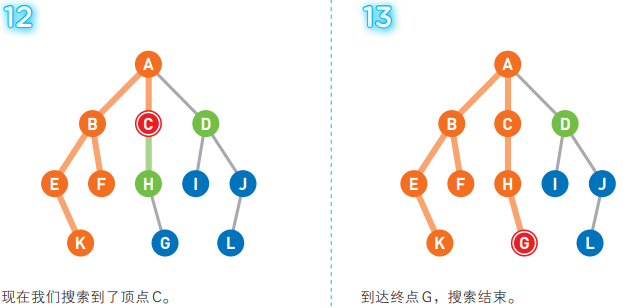 12
A
B C D
E F H I J
K G L
现在我们搜索到了顶点C。
13
A
B C D
E F H I J
K G L
到达终点G，搜索结束。